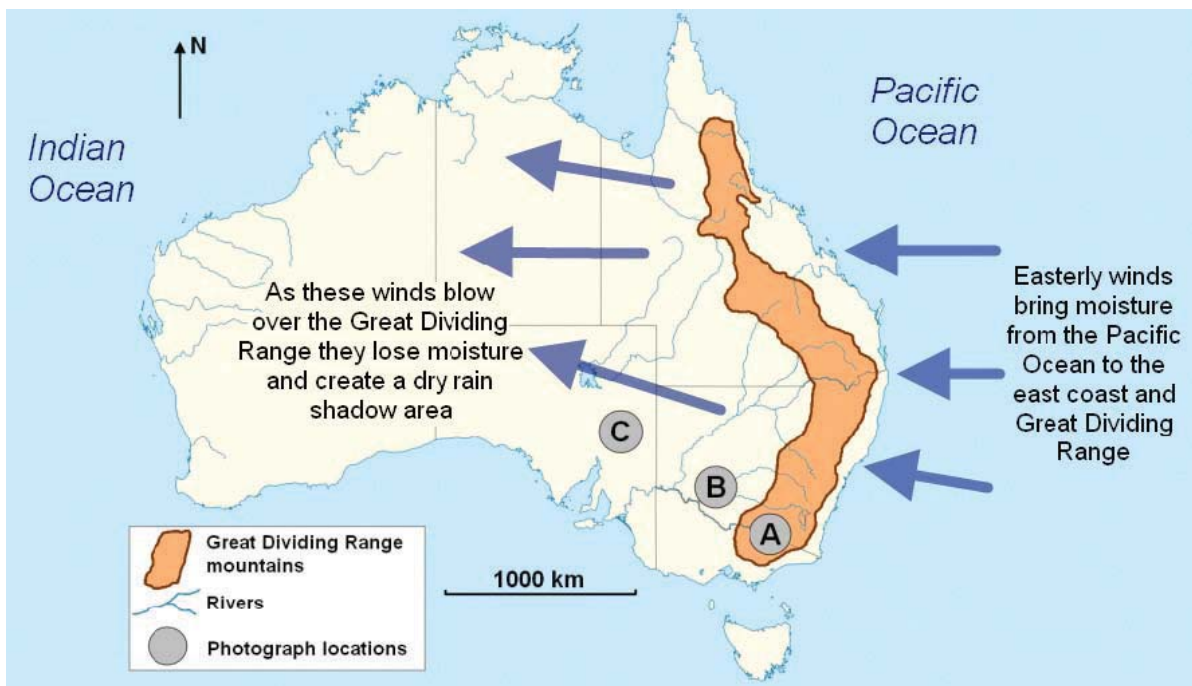 N
Pacific
Ocean
Indian
Ocean
Easterly winds
bring moisture
from the Pacific
Ocean to the
east coast and
Great Dividing
Range
As these winds blow
over the Great Dividing
Range they lose moisture
and create a dry rain
shadow area
C
B
A
1000 km
Great Dividing Range
mountains
Rivers
Photograph locations